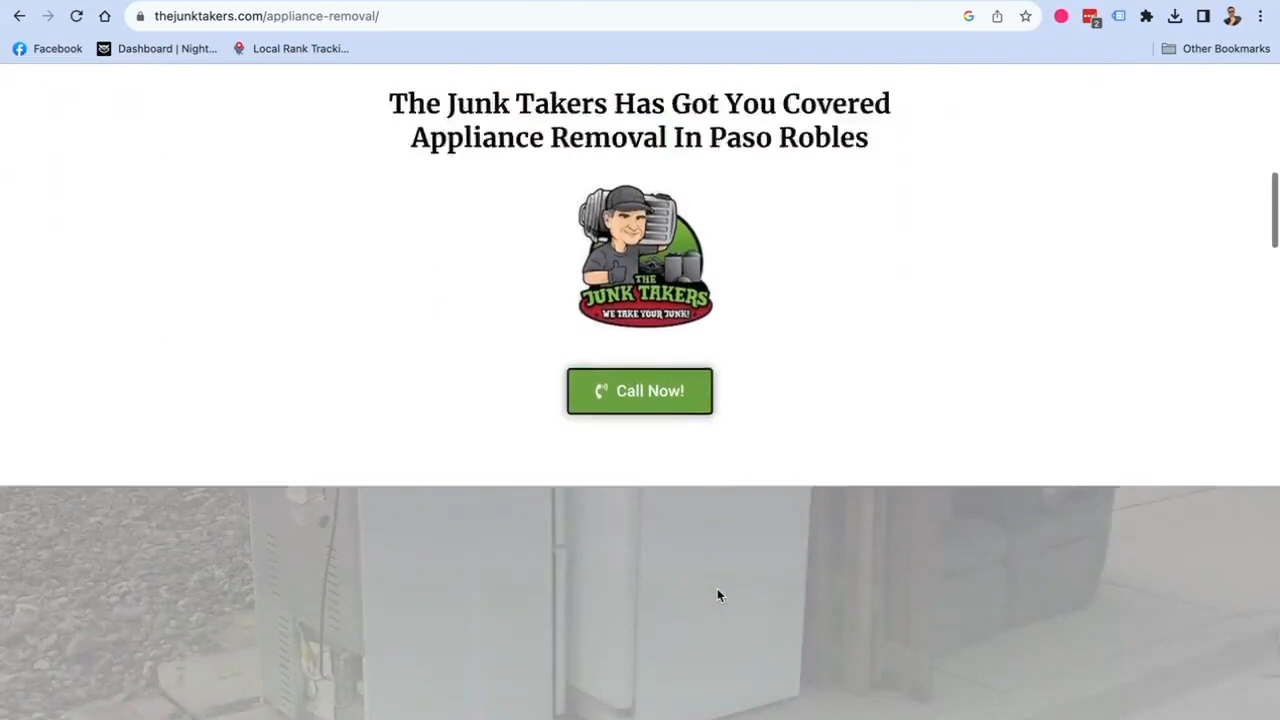 thejunktakers.com/appliance-removal/
2
Facebook
Dashboard | Night...
Local Rank Tracki...
Other Bookmarks
The Junk Takers Has Got You Covered
Appliance Removal In Paso Robles
THE
JUNK TAKERS
WE TAKE YOUR JUNK!
Call Now!